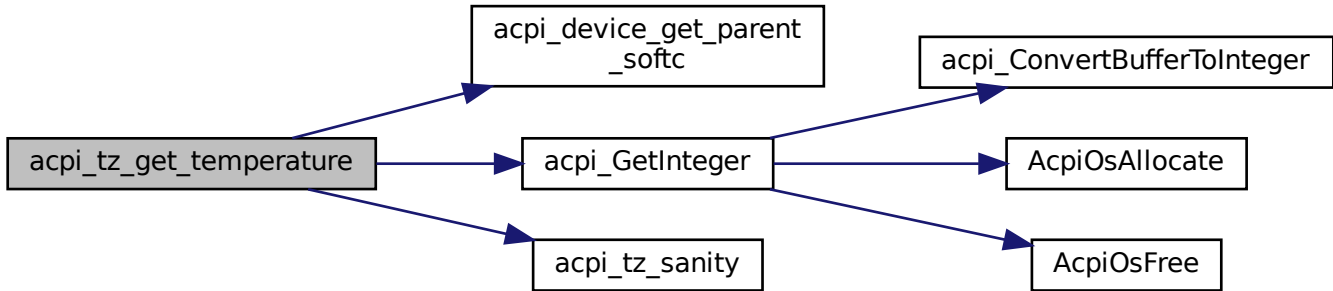 acpi_device_get_parent
_softc
acpi_ConvertBufferToInteger
acpi_tz_get_temperature
acpi_GetInteger
AcpiOsAllocate
acpi_tz_sanity
AcpiOsFree